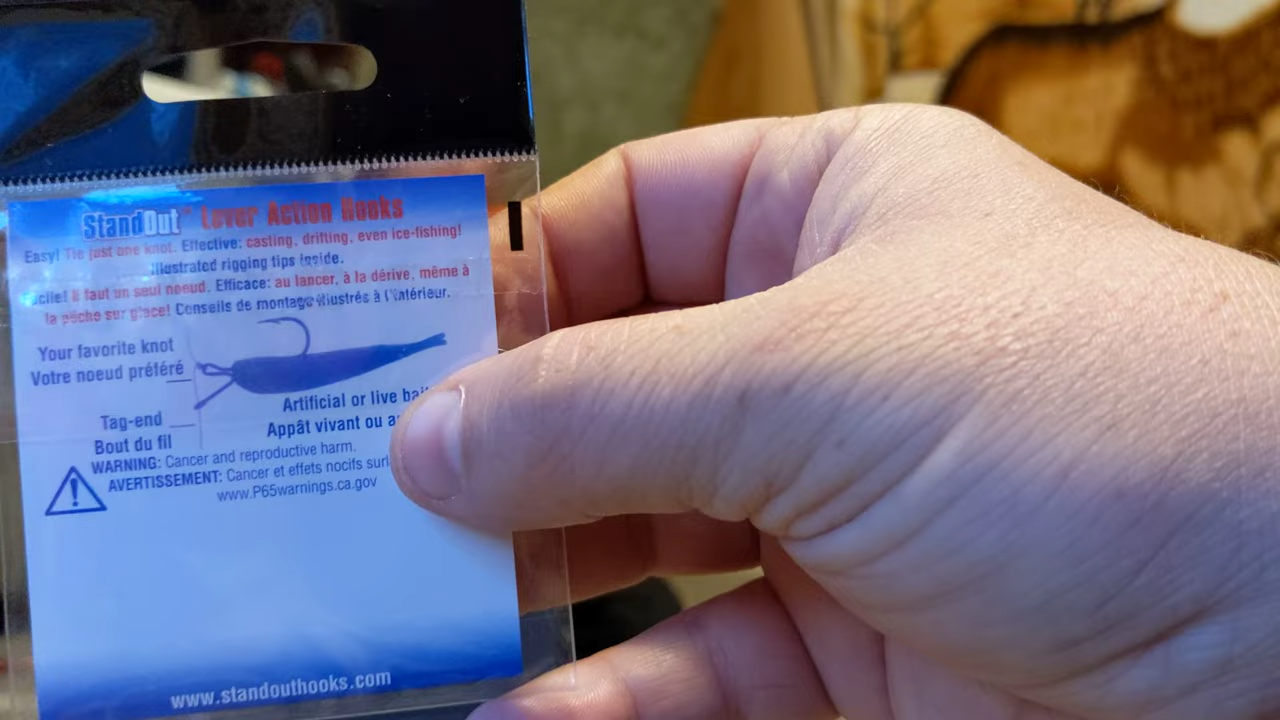 StandOut™ Lever Action Hooks
Easy! Tie just one knot. Effective: casting, drifting, even ice-fishing!
Illustrated rigging tips inside.
Il faut un seul noeud. Efficace: au lancer, à la dérive, même à
la pêche sur glace! Conseils de montage illustrés à l'intérieur.
Your favorite knot
Votre noeud préféré
Artificial or live
Appât vivant ou
Tag-end
Bout du fil
WARNING: Cancer and reproductive harm.
AVERTISSEMENT: Cancer et effets nocifs
www.P65warnings.ca.gov
www.standouthooks.com